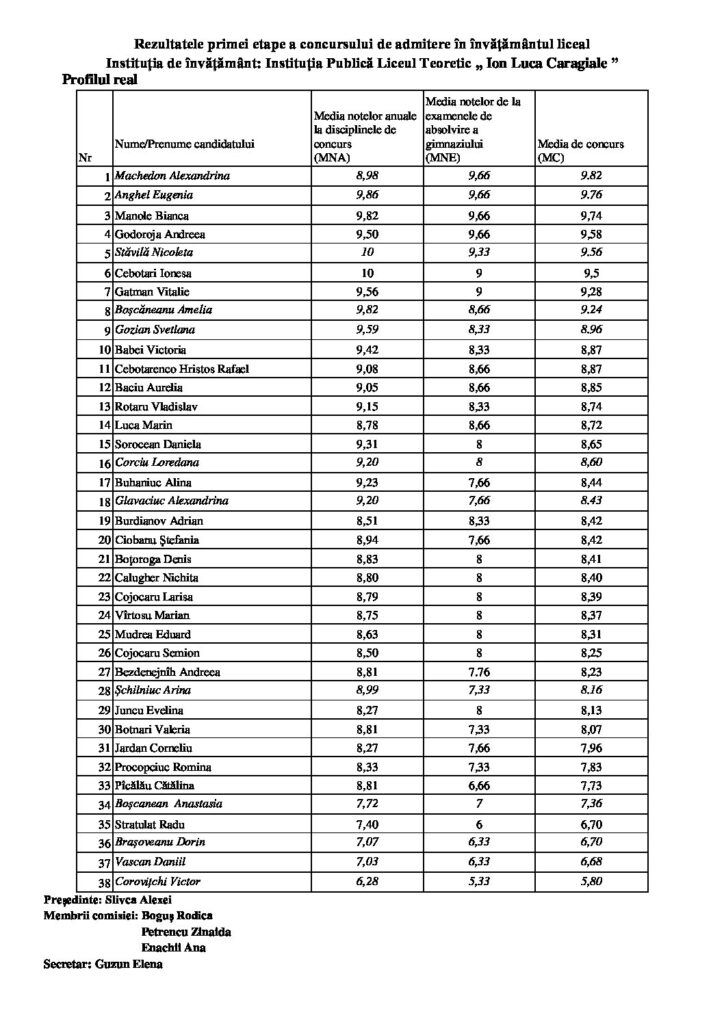 Rezultatele primei etape a concursului de admitere în învățământul liceal
Instituția de învățământ: Instituția Publică Liceul Teoretic „ Ion Luca Caragiale ”
Profilul real
Nr Nume/Prenume candidatului Media notelor anuale la disciplinele de concurs (MNA) Media notelor de la examenele de absolvire a gimnaziului (MNE) Media de concurs (MC)
1 Machedon Alexandrina 8,98 9,66 9.82
2 Anghel Eugenia 9,86 9,66 9.76
3 Manole Bianca 9,82 9,66 9,74
4 Godoroja Andreea 9,50 9,66 9,58
5 Stăvilă Nicoleta 10 9,33 9.56
6 Cebotari Ionesa 10 9 9,5
7 Gatman Vitalie 9,56 9 9,28
8 Boșcăneanu Amelia 9,82 8,66 9.24
9 Gozian Svetlana 9,59 8,33 8.96
10 Babei Victoria 9,42 8,33 8,87
11 Cebotarenco Hristos Rafael 9,08 8,66 8,87
12 Baciu Aurelia 9,05 8,66 8,85
13 Rotaru Vladislav 9,15 8,33 8,74
14 Luca Marin 8,78 8,66 8,72
15 Sorocean Daniela 9,31 8 8,65
16 Corciu Loredana 9,20 8 8,60
17 Buhaniuc Alina 9,23 7,66 8,44
18 Glavaciuc Alexandrina 9,20 7,66 8.43
19 Burdianov Adrian 8,51 8,33 8,42
20 Ciobanu Ștefania 8,94 7,66 8,42
21 Boțoroga Denis 8,83 8 8,41
22 Calugher Nichita 8,80 8 8,40
23 Cojocaru Larisa 8,79 8 8,39
24 Vîrtosu Marian 8,75 8 8,37
25 Mudrea Eduard 8,63 8 8,31
26 Cojocaru Semion 8,50 8 8,25
27 Bezdenejnîh Andreea 8,81 7.76 8,23
28 Șchilniuc Arina 8,99 7,33 8.16
29 Juncu Evelina 8,27 8 8,13
30 Botnari Valeria 8,81 7,33 8,07
31 Jardan Corneliu 8,27 7,66 7,96
32 Procopciuc Romina 8,33 7,33 7,83
33 Pîcălău Cătălina 8,81 6,66 7,73
34 Boșcanean Anastasia 7,72 7 7,36
35 Stratulat Radu 7,40 6 6,70
36 Brașoveanu Dorin 7,07 6,33 6,70
37 Vascan Daniil 7,03 6,33 6,68
38 Corovițchi Victor 6,28 5,33 5,80
Președinte: Slivca Alexei
Membrii comisiei: Boguș Rodica
Petrencu Zinaida
Enachii Ana
Secretar: Guzun Elena